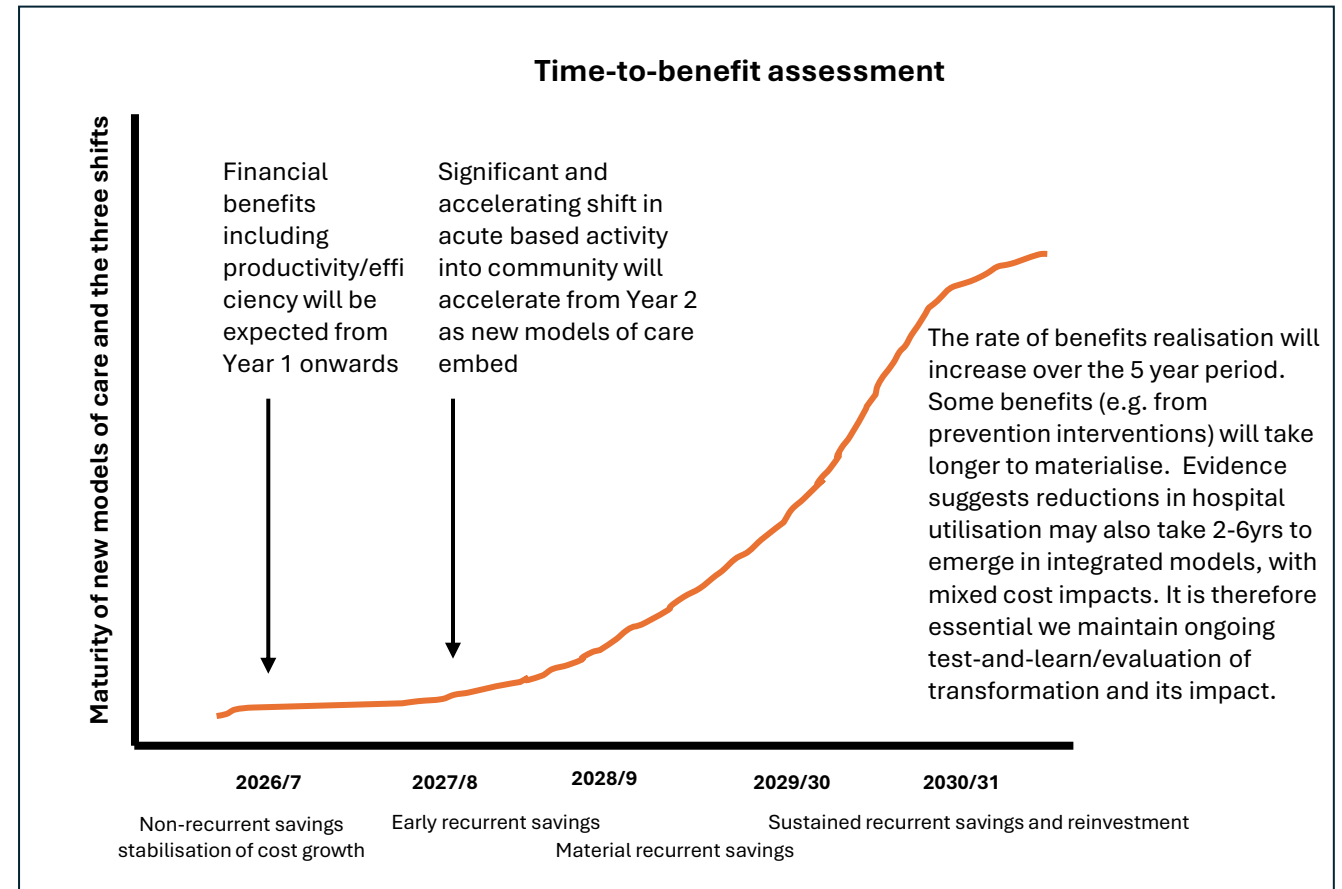 Time-to-benefit assessment
Maturity of new models of care and the three shifts
Financial
benefits
including
productivity/effi
ciency will be
expected from
Year 1 onwards
Significant and
accelerating shift in
acute based activity
into community will
accelerate from Year 2
as new models of care
embed
The rate of benefits realisation will
increase over the 5 year period.
Some benefits (e.g. from
prevention interventions) will take
longer to materialise.  Evidence
suggests reductions in hospital
utilisation may also take 2-6yrs to
emerge in integrated models, with
mixed cost impacts. It is therefore
essential we maintain ongoing
test-and-learn/evaluation of
transformation and its impact.
2026/7
2027/8
2028/9
2029/30
2030/31
Non-recurrent savings
stabilisation of cost growth
Early recurrent savings
Material recurrent savings
Sustained recurrent savings and reinvestment